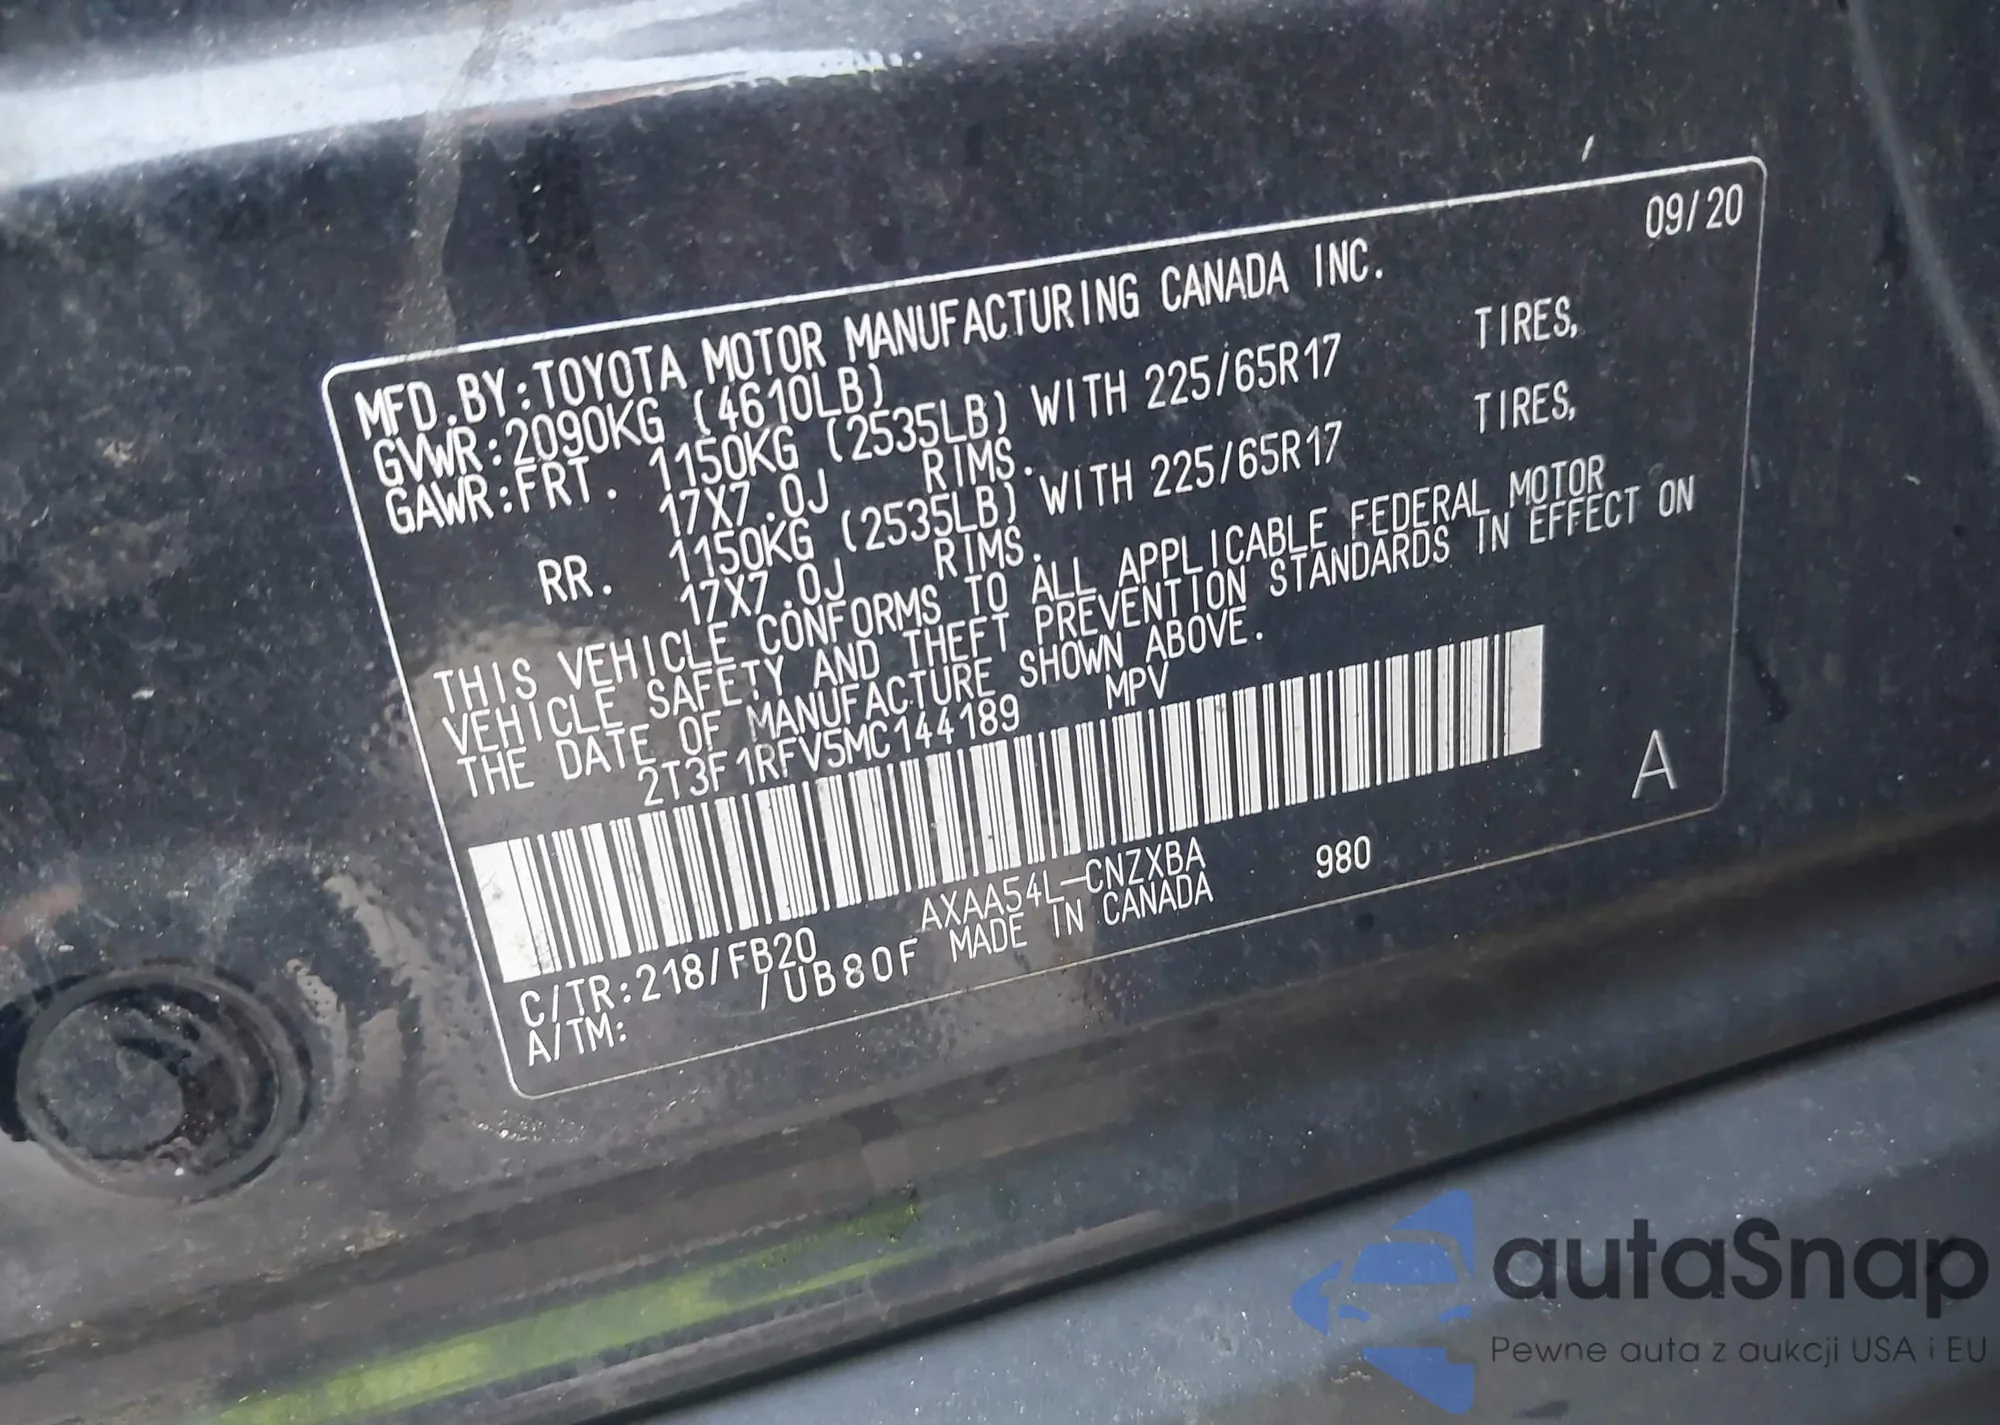 09/20
MFD.BY:TOYOTA MOTOR MANUFACTURING CANADA INC.
GVWR:2090KG (4610LB)
GAWR:FRT. 1150KG (2535LB) WITH 225/65R17 TIRES,
17X7.0J RIMS.
RR. 1150KG (2535LB) WITH 225/65R17 TIRES,
17X7.0J RIMS.
THIS VEHICLE CONFORMS TO ALL APPLICABLE FEDERAL MOTOR
VEHICLE SAFETY AND THEFT PREVENTION STANDARDS IN EFFECT ON
THE DATE OF MANUFACTURE SHOWN ABOVE.
2T3F1RFV5MC144189 MPV
A
C/TR:218/FB20 AXAA54L-CNZXBA 980
A/TM: /UB80F MADE IN CANADA
autaSnap
Pewne auta z aukcji USA i EU